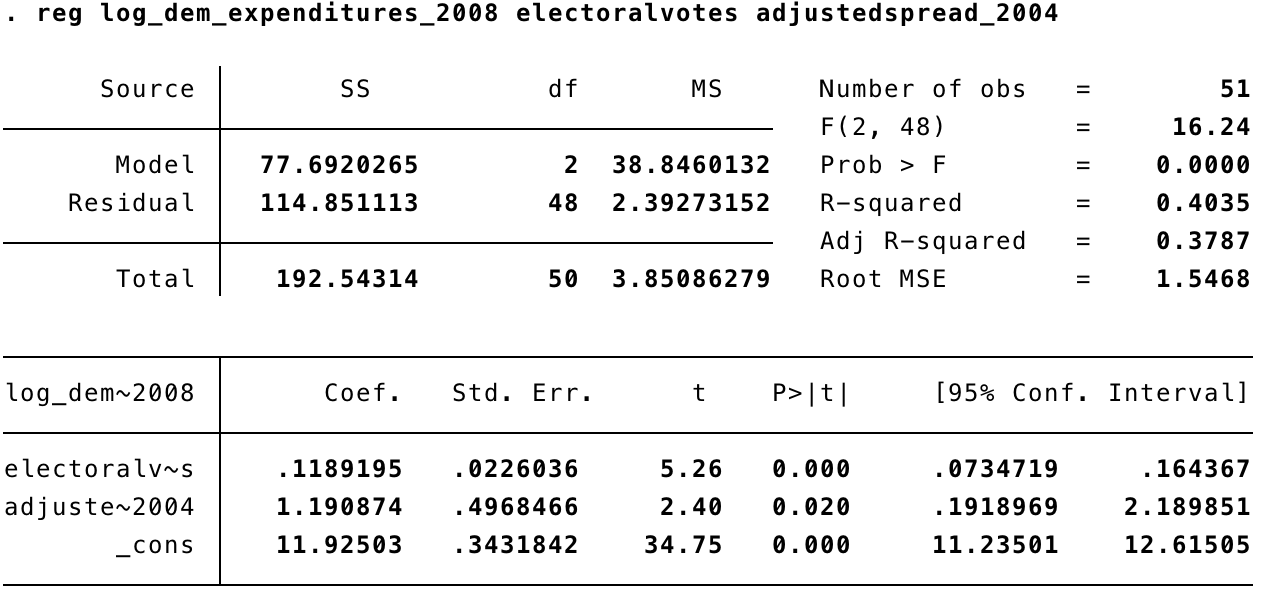 . reg log_dem_expenditures_2008 electoralvotes adjustedspread_2004
Source SS df MS Number of obs = 51
F(2, 48) = 16.24
Model 77.6920265 2 38.8460132 Prob > F = 0.0000
Residual 114.851113 48 2.39273152 R-squared = 0.4035
Adj R-squared = 0.3787
Total 192.54314 50 3.85086279 Root MSE = 1.5468
log_dem~2008 Coef. Std. Err. t P>|t| [95% Conf. Interval]
electoralv~s .1189195 .0226036 5.26 0.000 .0734719 .164367
adjuste~2004 1.190874 .4968466 2.40 0.020 .1918969 2.189851
_cons 11.92503 .3431842 34.75 0.000 11.23501 12.61505